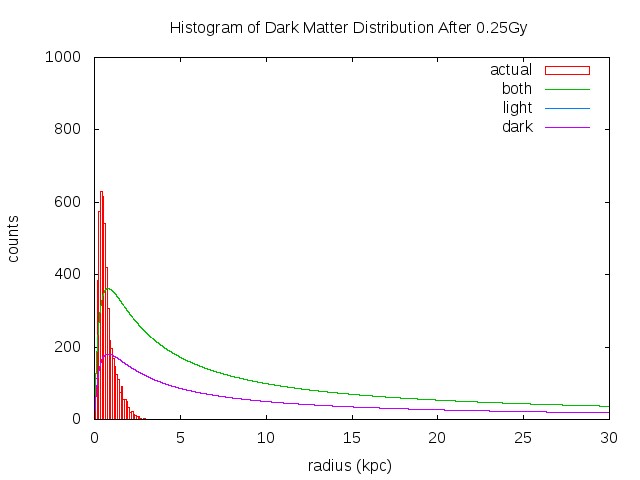 Histogram of Dark Matter Distribution After 0.25Gy
1000
800
600
400
200
0
counts
actual
both
light
dark
0 5 10 15 20 25 30
radius (kpc)